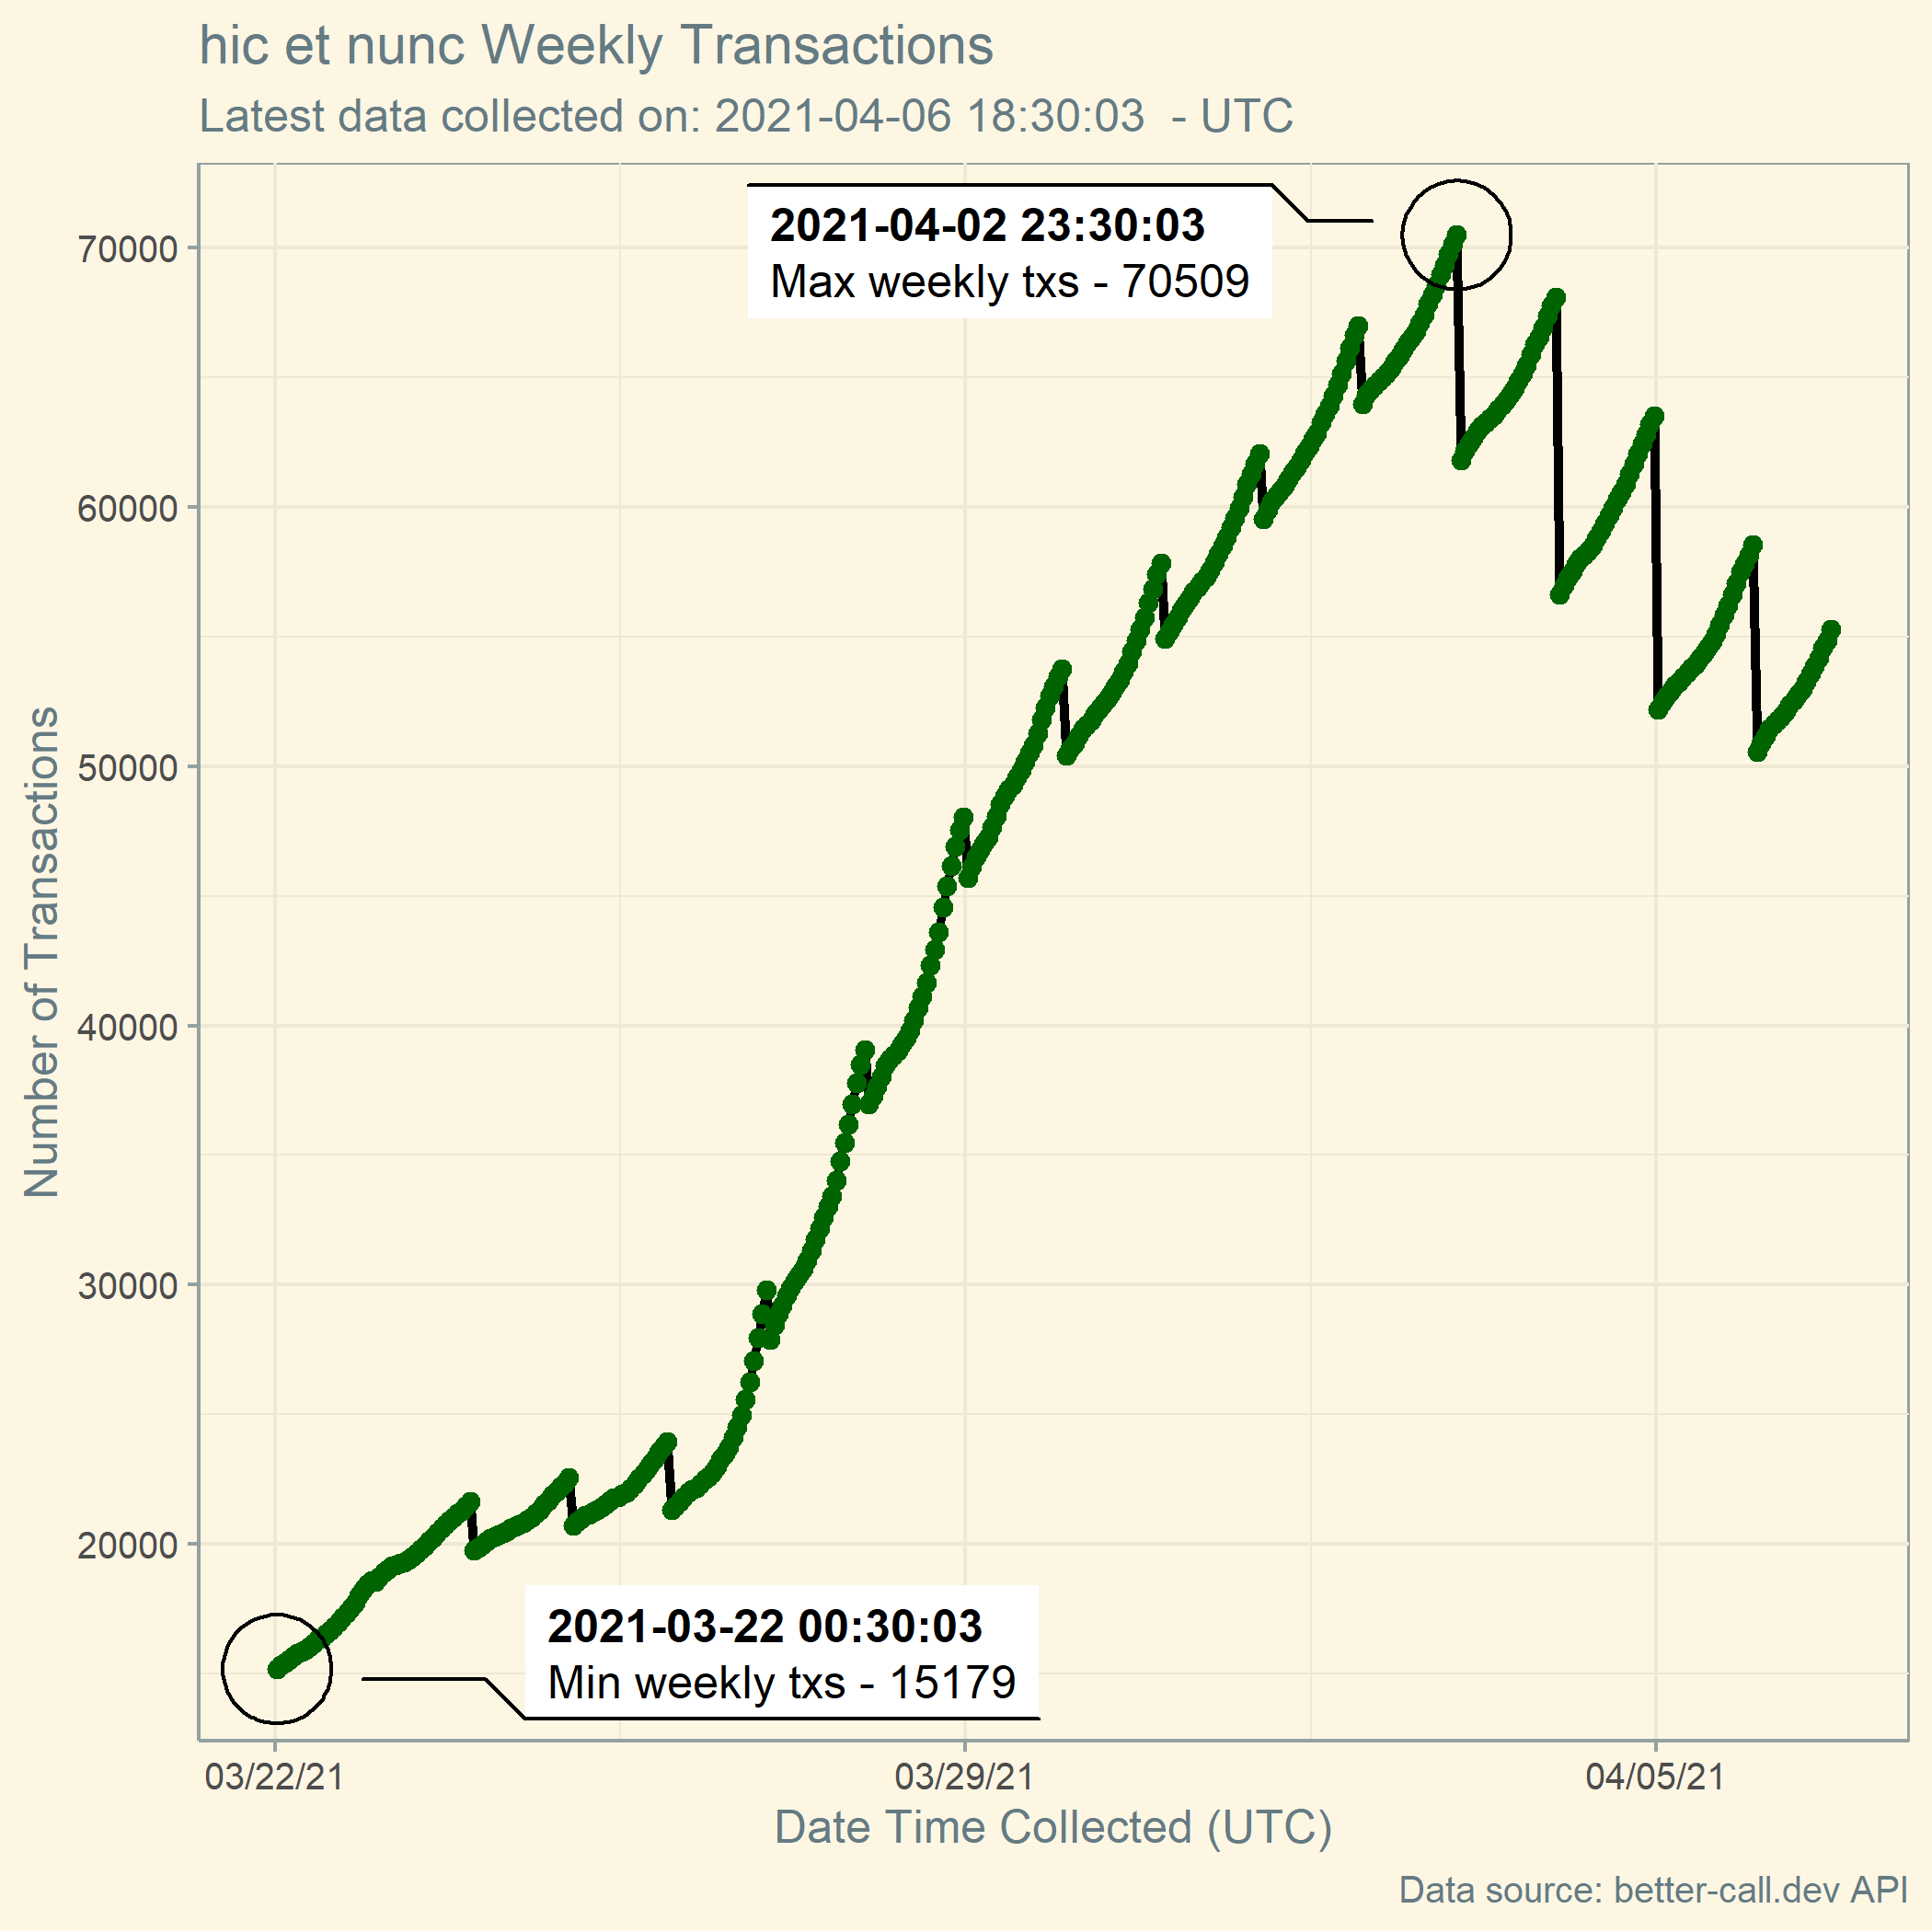 hic et nunc Weekly Transactions
Latest data collected on: 2021-04-06 18:30:03  - UTC
2021-04-02 23:30:03
Max weekly txs - 70509
70000
60000
50000
40000
30000
20000
Number of Transactions
2021-03-22 00:30:03
Min weekly txs - 15179
03/22/21 03/29/21 04/05/21
Date Time Collected (UTC)
Data source: better-call.dev API